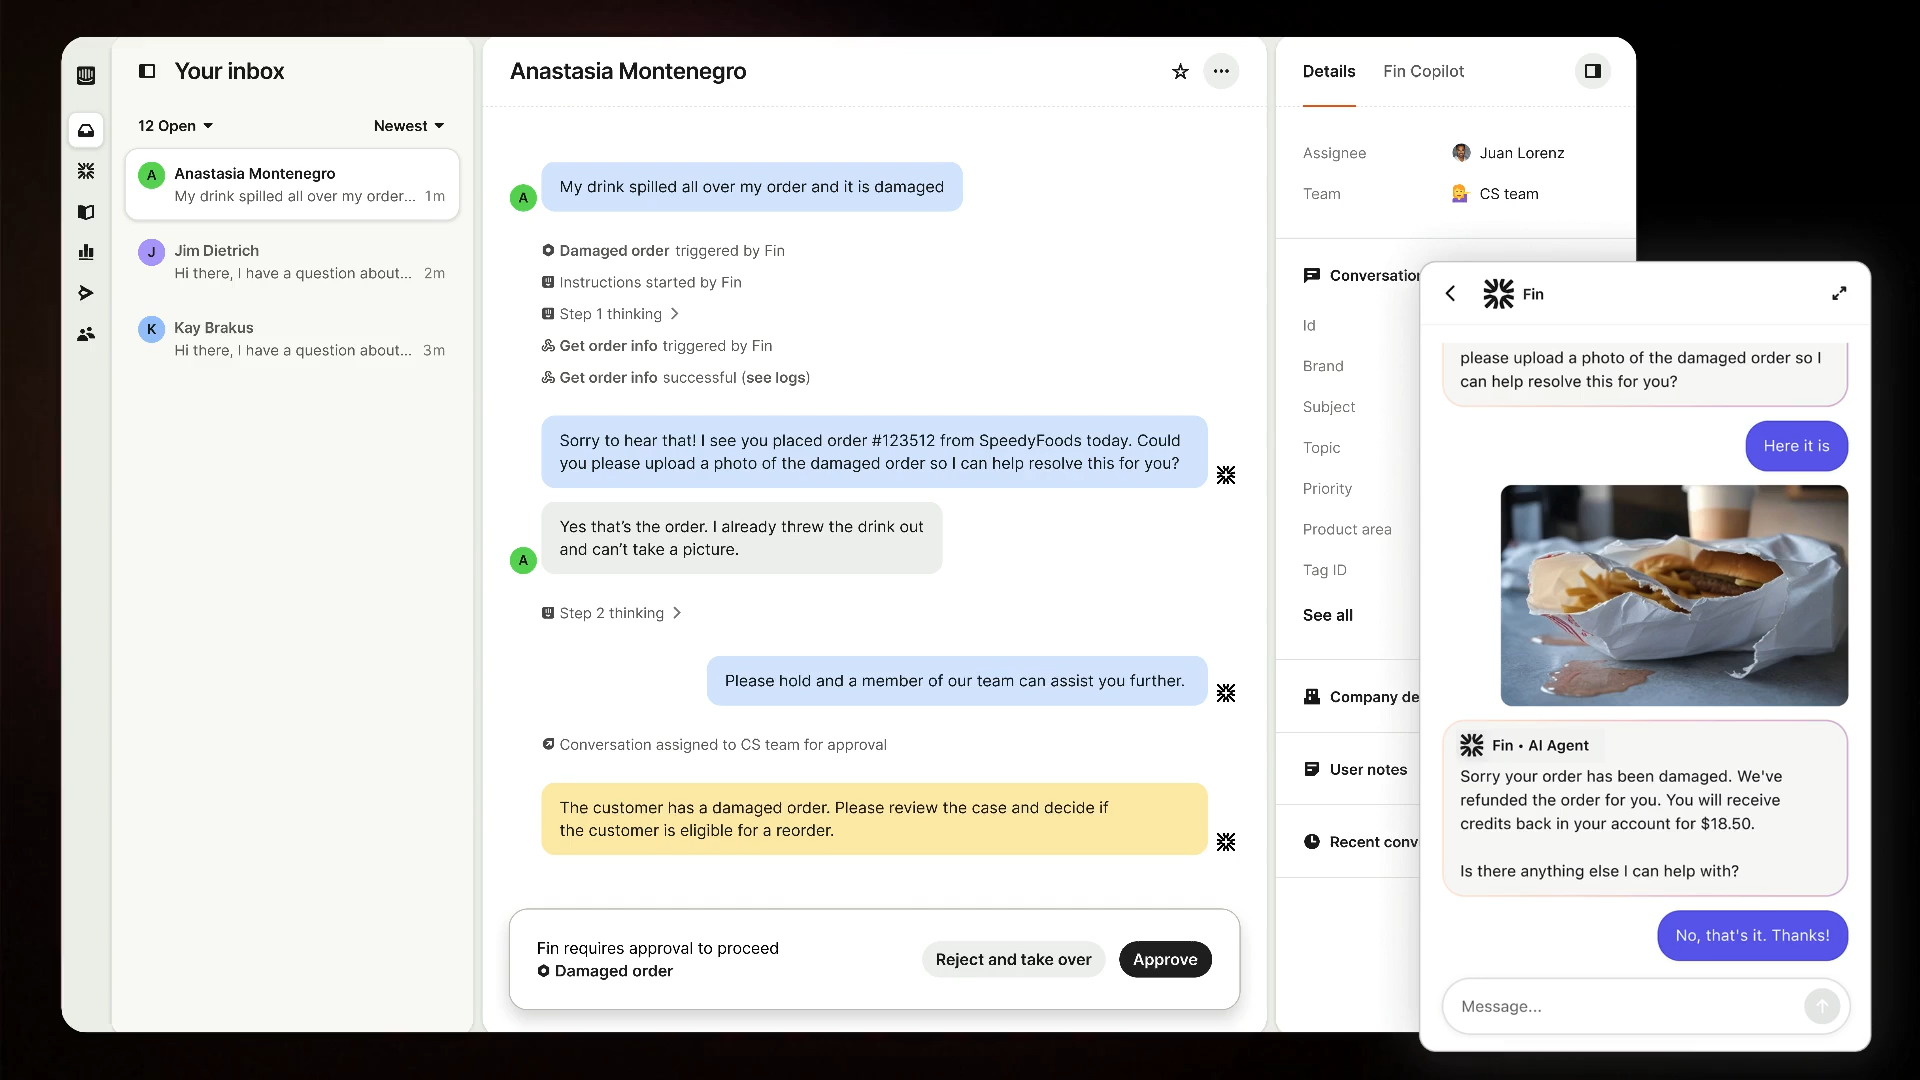 Your inbox
12 Open
Newest
A
Anastasia Montenegro
My drink spilled all over my order...
1m
J
Jim Dietrich
Hi there, I have a question about...
2m
K
Kay Brakus
Hi there, I have a question about...
3m
Anastasia Montenegro
A
My drink spilled all over my order and it is damaged
Damaged order triggered by Fin
Instructions started by Fin
Step 1 thinking
Get order info triggered by Fin
Get order info successful (see logs)
Sorry to hear that! I see you placed order #123512 from SpeedyFoods today. Could
you please upload a photo of the damaged order so I can help resolve this for you?
Yes that’s the order. I already threw the drink out
and can’t take a picture.
A
Step 2 thinking
Please hold and a member of our team can assist you further.
Conversation assigned to CS team for approval
The customer has a damaged order. Please review the case and decide if
the customer is eligible for a reorder.
Fin requires approval to proceed
Damaged order
Reject and take over
Approve
Details
Fin Copilot
Assignee
Juan Lorenz
Team
CS team
Conversation
Id
Brand
Subject
Topic
Priority
Product area
Tag ID
See all
Company de
User notes
Recent conv
Fin
please upload a photo of the damaged order so I
can help resolve this for you?
Here it is
Fin • AI Agent
Sorry your order has been damaged. We've
refunded the order for you. You will receive
credits back in your account for $18.50.
Is there anything else I can help with?
No, that's it. Thanks!
Message...